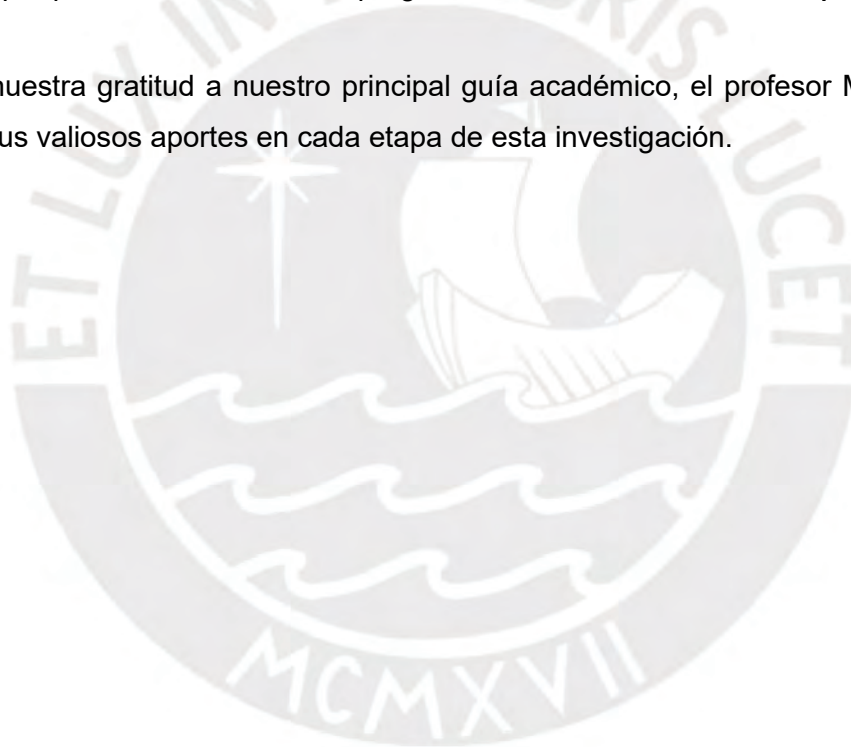 nuestra gratitud a nuestro principal guía académico, el profesor M
us valiosos aportes en cada etapa de esta investigación.
ET LUX IN
LUCET
MCMXVII